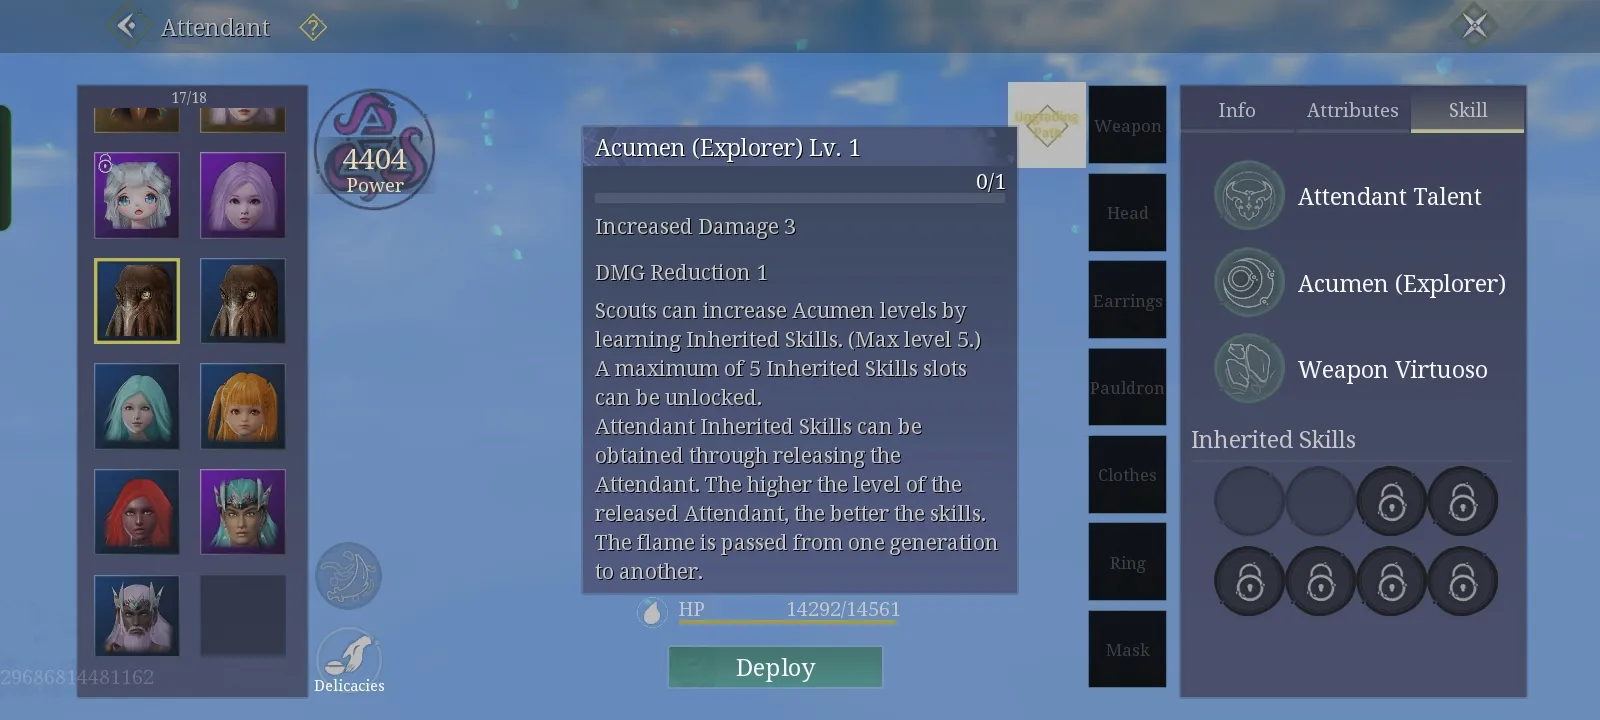 Attendant
?
17/18
4404
Power
Delicacies
29686814481162
Acumen (Explorer) Lv. 1
0/1
Increased Damage 3
DMG Reduction 1
Scouts can increase Acumen levels by
learning Inherited Skills. (Max level 5.)
A maximum of 5 Inherited Skills slots
can be unlocked.
Attendant Inherited Skills can be
obtained through releasing the
Attendant. The higher the level of the
released Attendant, the better the skills.
The flame is passed from one generation
to another.
HP 14292/14561
Deploy
Upgrading
Path
Weapon
Head
Earrings
Pauldron
Clothes
Ring
Mask
Info Attributes Skill
Attendant Talent
Acumen (Explorer)
Weapon Virtuoso
Inherited Skills